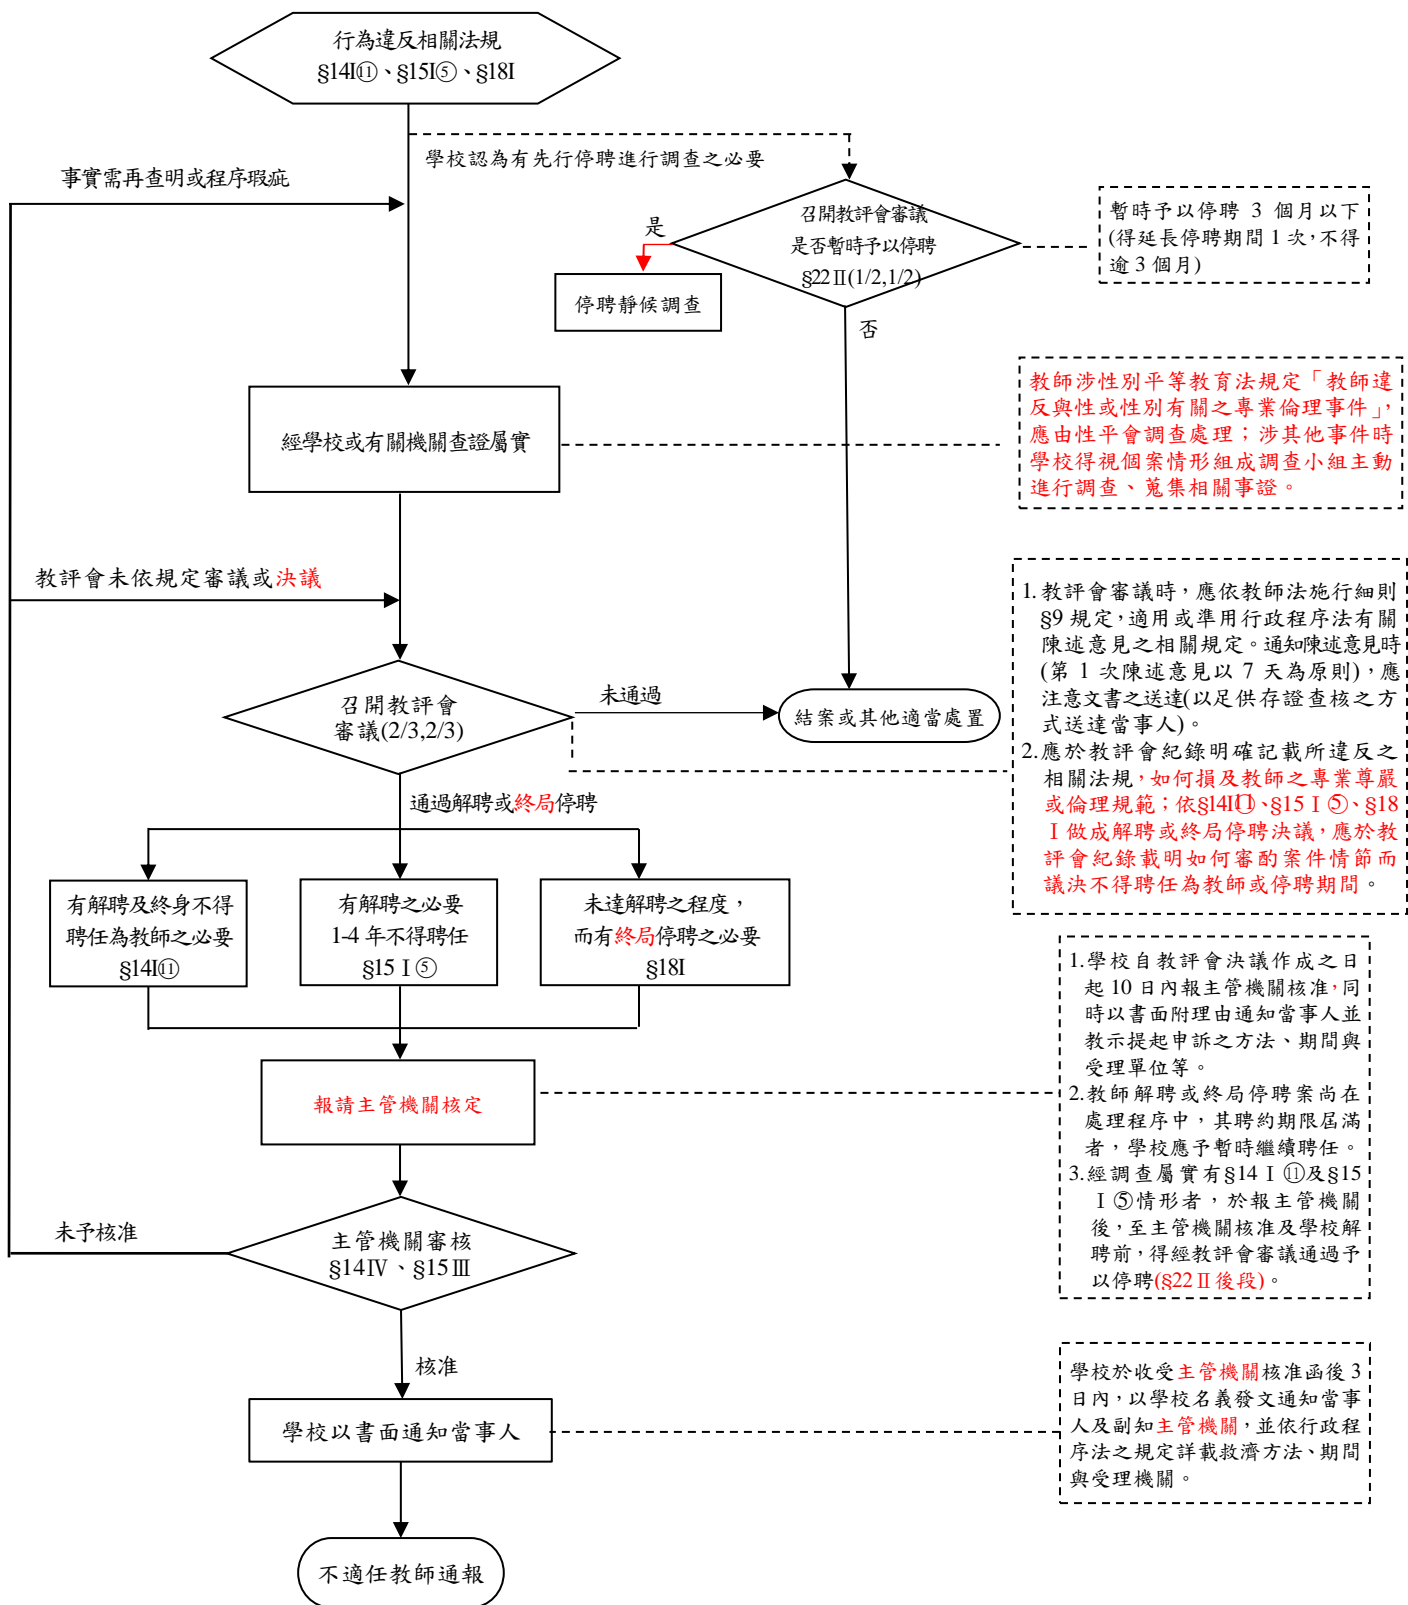 行為違反相關法規
§14I⑪、§15I⑤、§18I
學校認為有先行停聘進行調查之必要
事實需再查明或程序瑕疵
召開教評會審議
是否暫時予以停聘
§22Ⅱ(1/2,1/2)
是
停聘靜候調查
否
暫時予以停聘 3 個月以下
(得延長停聘期間 1 次,不得
逾 3 個月)
經學校或有關機關查證屬實
教師涉性別平等教育法規定「教師違
反與性或性別有關之專業倫理事件」,
應由性平會調查處理;涉其他事件時
學校得視個案情形組成調查小組主動
進行調查、蒐集相關事證。
教評會未依規定審議或決議
召開教評會
審議(2/3,2/3)
未通過
結案或其他適當處置
1.教評會審議時,應依教師法施行細則
§9 規定,適用或準用行政程序法有關
陳述意見之相關規定。通知陳述意見時
(第 1 次陳述意見以 7 天為原則),應
注意文書之送達(以足供存證查核之方
式送達當事人)。
2.應於教評會紀錄明確記載所違反之
相關法規,如何損及教師之專業尊嚴
或倫理規範;依§14I⑪、§15Ⅰ⑤、§18
Ⅰ做成解聘或終局停聘決議,應於教
評會紀錄載明如何審酌案件情節而
議決不得聘任為教師或停聘期間。
通過解聘或終局停聘
有解聘及終身不得
聘任為教師之必要
§14I⑪
有解聘之必要
1-4 年不得聘任
§15Ⅰ⑤
未達解聘之程度,
而有終局停聘之必要
§18I
報請主管機關核定
1.學校自教評會決議作成之日
起 10 日內報主管機關核准,同
時以書面附理由通知當事人並
教示提起申訴之方法、期間與
受理單位等。
2.教師解聘或終局停聘案尚在
處理程序中,其聘約期限屆滿
者,學校應予暫時繼續聘任。
3.經調查屬實有§14Ⅰ⑪及§15
Ⅰ⑤情形者,於報主管機關
後,至主管機關核准及學校解
聘前,得經教評會審議通過予
以停聘(§22Ⅱ後段)。
未予核准
主管機關審核
§14IV、§15Ⅲ
核准
學校以書面通知當事人
學校於收受主管機關核准函後 3
日內,以學校名義發文通知當事
人及副知主管機關,並依行政程
序法之規定詳載救濟方法、期間
與受理機關。
不適任教師通報